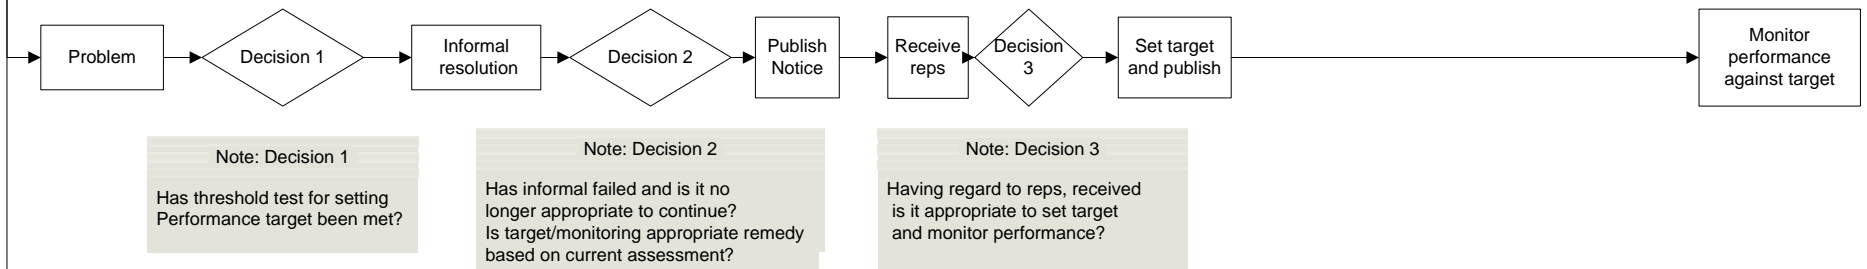 Problem
Decision 1
Informal
resolution
Decision 2
Publish
Notice
Receive
reps
Decision
3
Set target
and publish
Monitor
performance
against target
Note: Decision 1
Has threshold test for setting
Performance target been met?
Note: Decision 2
Has informal failed and is it no
longer appropriate to continue?
Is target/monitoring appropriate remedy
based on current assessment?
Note: Decision 3
Having regard to reps, received
is it appropriate to set target
and monitor performance?